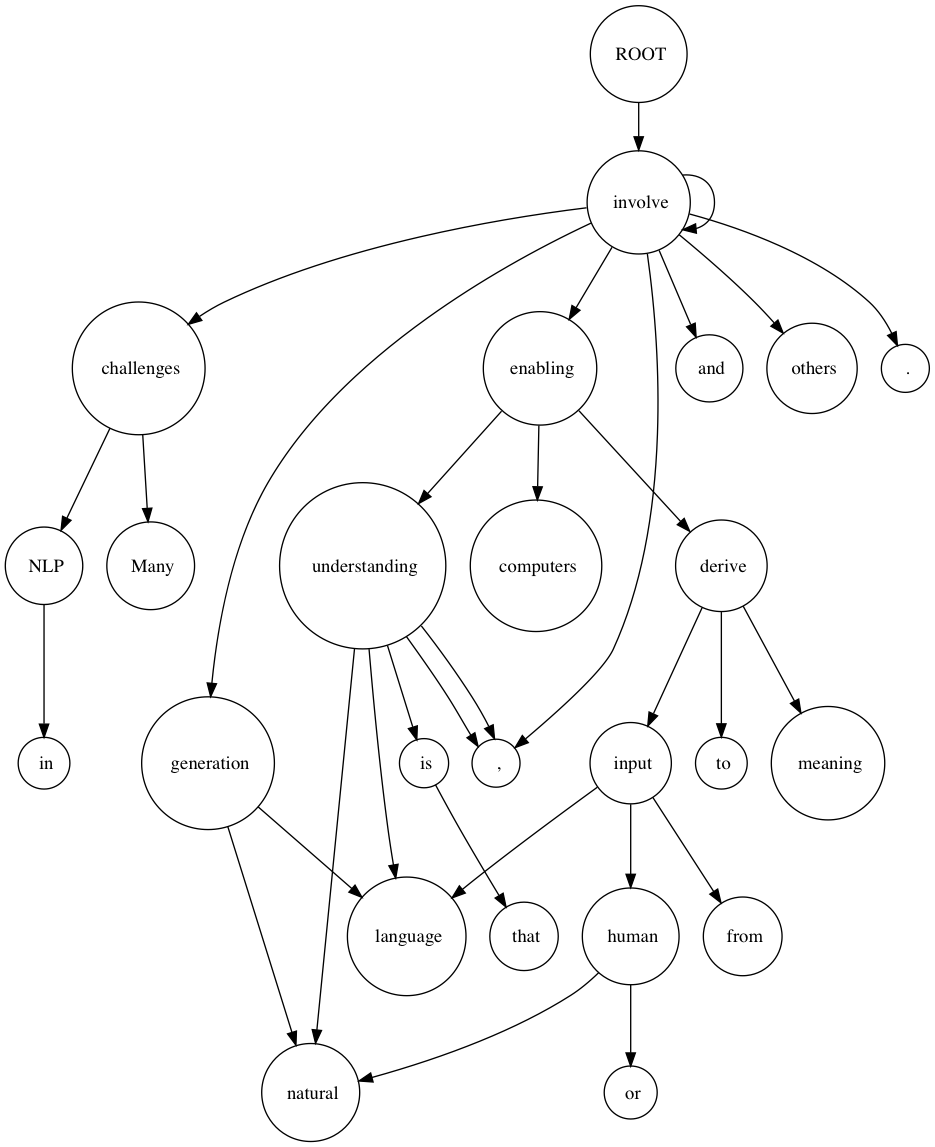 ROOT
involve
challenges
enabling
and
others
.
NLP
Many
understanding
computers
derive
in
generation
is
,
input
to
meaning
language
that
human
from
natural
or